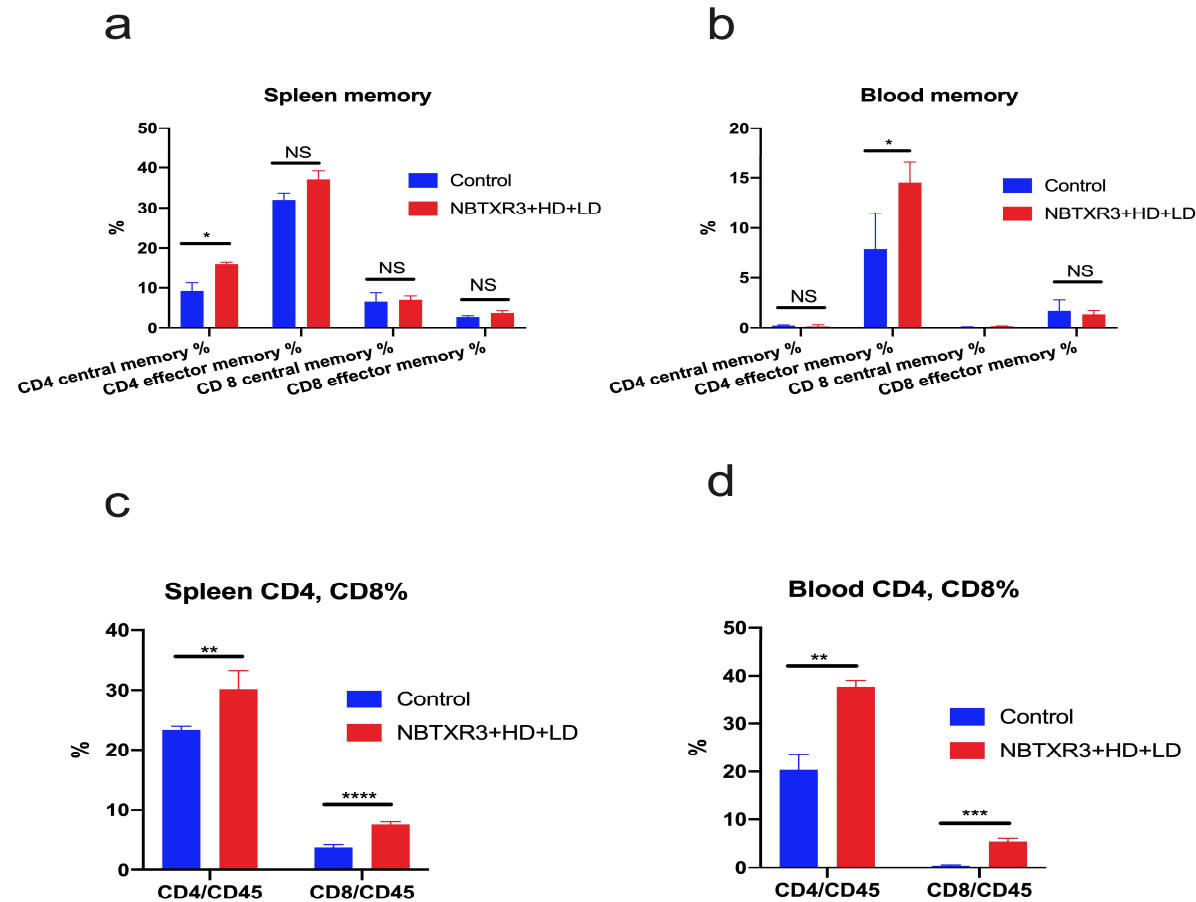 a
Spleen memory
50
40
30
20
10
0
%
*
NS
NS
NS
Control
NBTXR3+HD+LD
CD4 central memory %
CD4 effector memory %
CD 8 central memory %
CD8 effector memory %
b
Blood memory
20
15
10
5
0
%
NS
*
NS
Control
NBTXR3+HD+LD
CD4 central memory %
CD4 effector memory %
CD 8 central memory %
CD8 effector memory %
c
Spleen CD4, CD8%
40
30
20
10
0
%
**
****
Control
NBTXR3+HD+LD
CD4/CD45
CD8/CD45
d
Blood CD4, CD8%
50
40
30
20
10
0
%
**
***
Control
NBTXR3+HD+LD
CD4/CD45
CD8/CD45